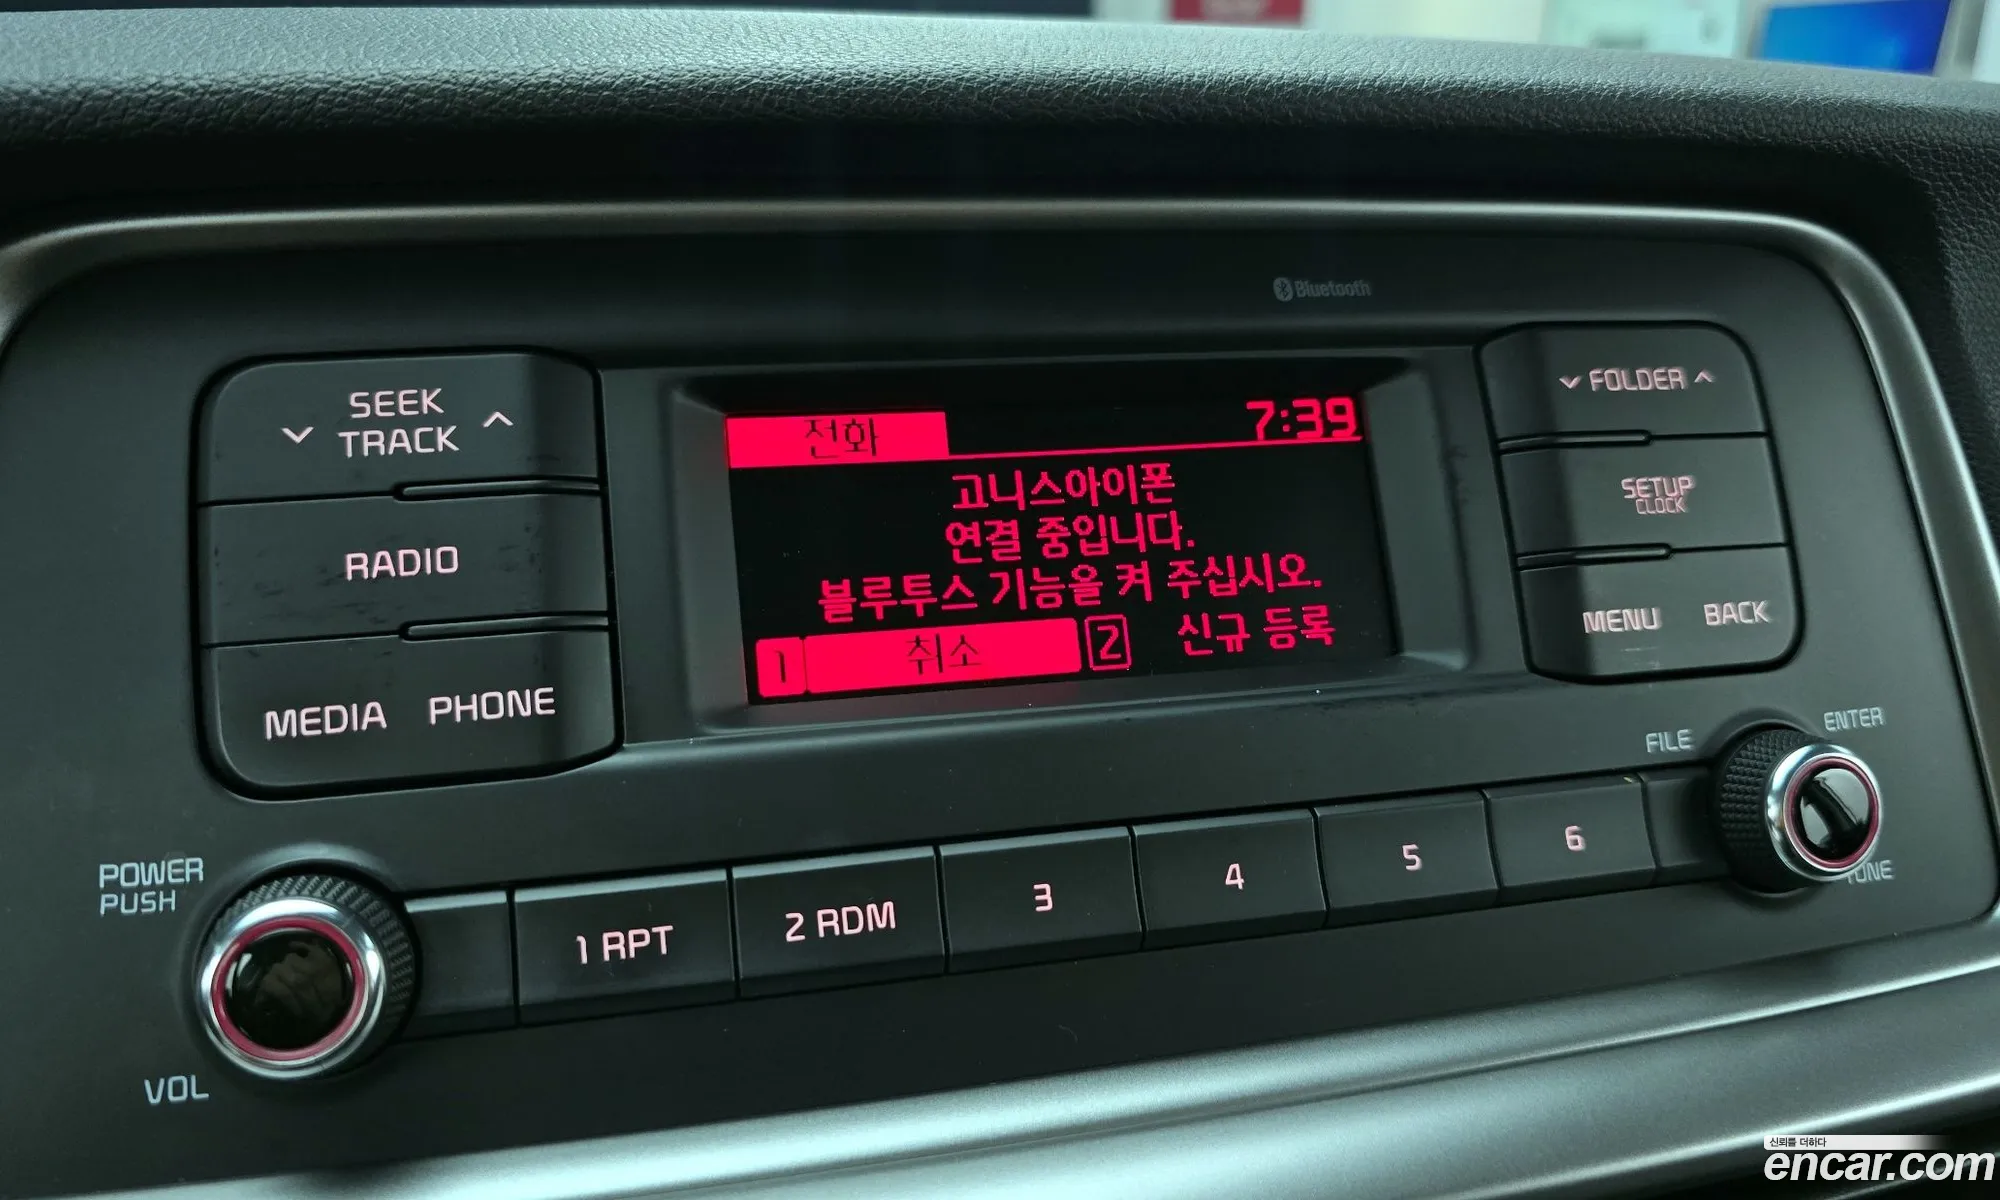 Bluetooth
SEEK
TRACK
RADIO
MEDIA PHONE
전화 7:39
고니스아이폰
연결 중입니다.
블루투스 기능을 켜 주십시오.
1 취소 2 신규 등록
FOLDER
SETUP
CLOCK
MENU BACK
POWER
PUSH
VOL
1 RPT
2 RDM
3
4
5
6
FILE
ENTER
TUNE
신뢰를 더하다
encar.com